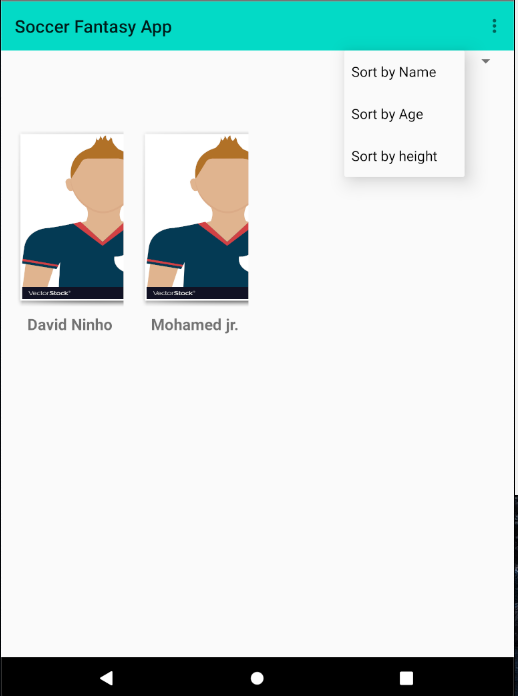 Soccer Fantasy App
Sort by Name
Sort by Age
Sort by height
VectorStock®
VectorStock®
David Ninho
Mohamed jr.